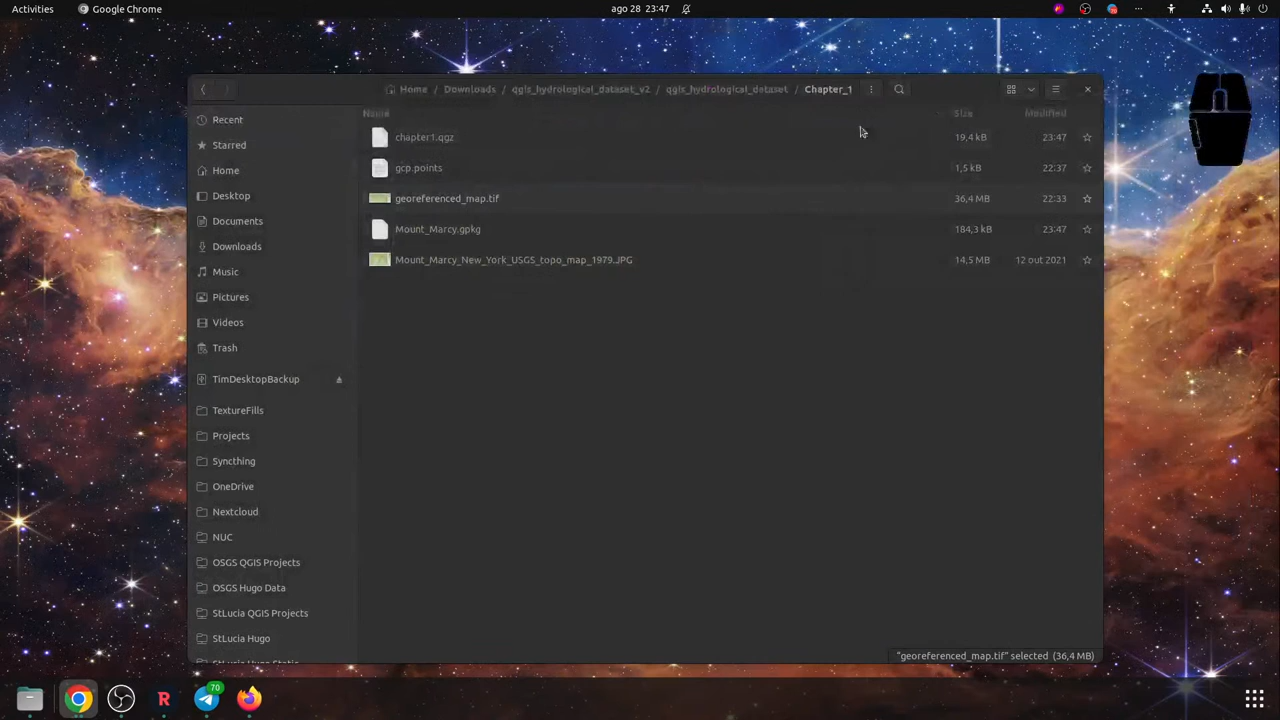 Activities Google Chrome ago 28 23:47
Home / Downloads / qgis_hydrological_dataset_v2 / qgis_hydrological_dataset / Chapter_1
Name Size Modified
chapter1.qgz 19,4 kB 23:47
gcp.points 1,5 kB 22:37
georeferenced_map.tif 36,4 MB 22:33
Mount_Marcy.gpkg 184,3 kB 23:47
Mount_Marcy_New_York_USGS_topo_map_1979.JPG 14,5 MB 12 out 2021
Recent
Starred
Home
Desktop
Documents
Downloads
Music
Pictures
Videos
Trash
TimDesktopBackup
TextureFills
Projects
Syncthing
OneDrive
Nextcloud
NUC
OSGS QGIS Projects
OSGS Hugo Data
StLucia QGIS Projects
StLucia Hugo
StLucia Hugo Static
"georeferenced_map.tif" selected (36,4 MB)
R
70